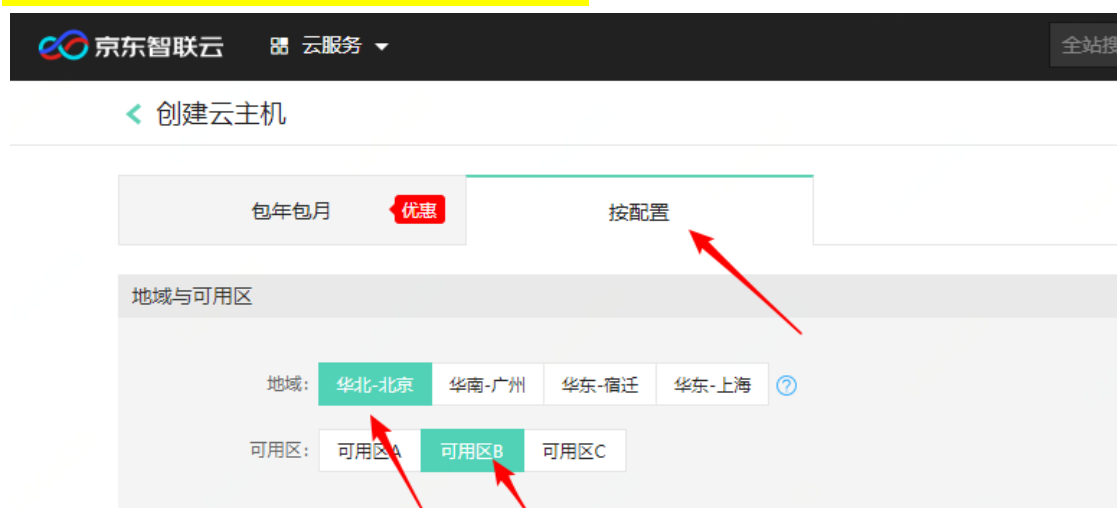 京东智联云 云服务
全站搜
创建云主机
包年包月 优惠 按配置
地域与可用区
地域: 华北-北京 华南-广州 华东-宿迁 华东-上海 ?
可用区: 可用区A 可用区B 可用区C